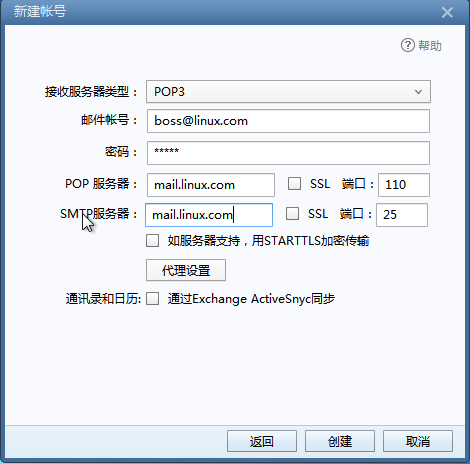 新建帐号
帮助
接收服务器类型： POP3
邮件帐号： boss@linux.com
密码： *****
POP 服务器： mail.linux.com SSL 端口： 110
SMTP服务器： mail.linux.com SSL 端口： 25
如服务器支持，用STARTTLS加密传输
代理设置
通讯录和日历: 通过Exchange ActiveSnyc同步
返回 创建 取消